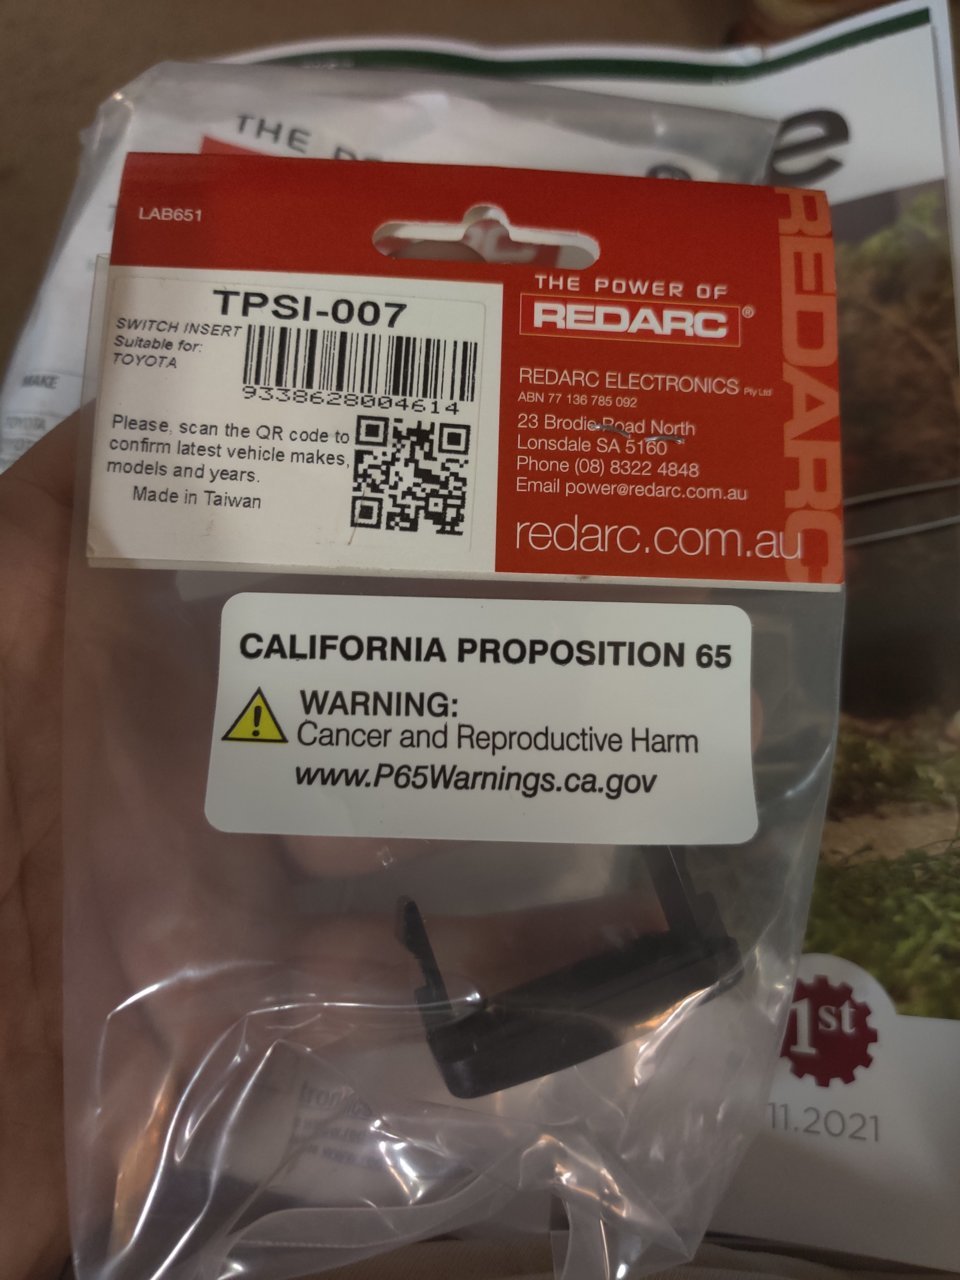 THE
LAB651
TPSI-007
SWITCH INSERT
Suitable for:
TOYOTA
9338628004614
Please, scan the QR code to
confirm latest vehicle makes,
models and years.
Made in Taiwan
THE POWER OF
REDARC®
REDARC ELECTRONICS Pty Ltd
ABN 77 136 785 092
23 Brodie Road North
Lonsdale SA 5160
Phone (08) 8322 4848
Email power@redarc.com.au
redarc.com.au
REDARC
MAKE
CALIFORNIA PROPOSITION 65
WARNING:
Cancer and Reproductive Harm
www.P65Warnings.ca.gov
1st
11.2021